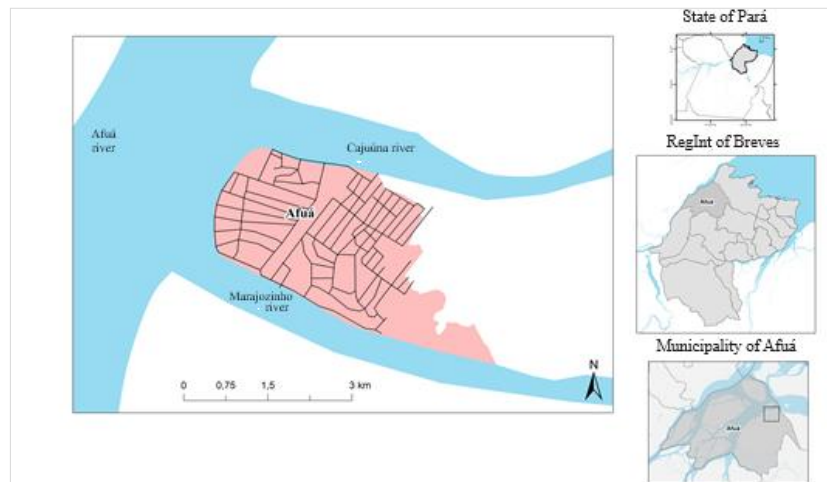 State of Pará
Afuá
river
Cajuúna river
Afuá
Marajozinho
river
N
0 0,75 1,5 3 km
RegInt of Breves
Afuá
Municipality of Afuá
Afuá